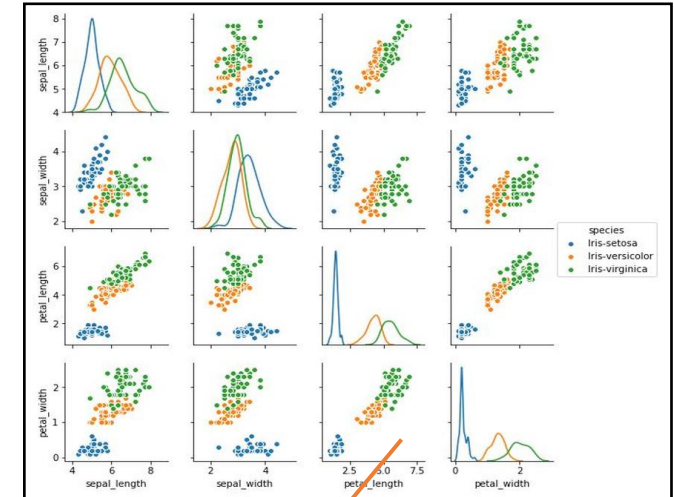 sepal_length
8
7
6
5
4
sepal_width
4
3
2
species
Iris-setosa
Iris-versicolor
Iris-virginica
petal_length
6
4
2
petal_width
2
1
0
4 6 8
2 4
2.5 5.0 7.5
0 2
sepal_length
sepal_width
petal_length
petal_width